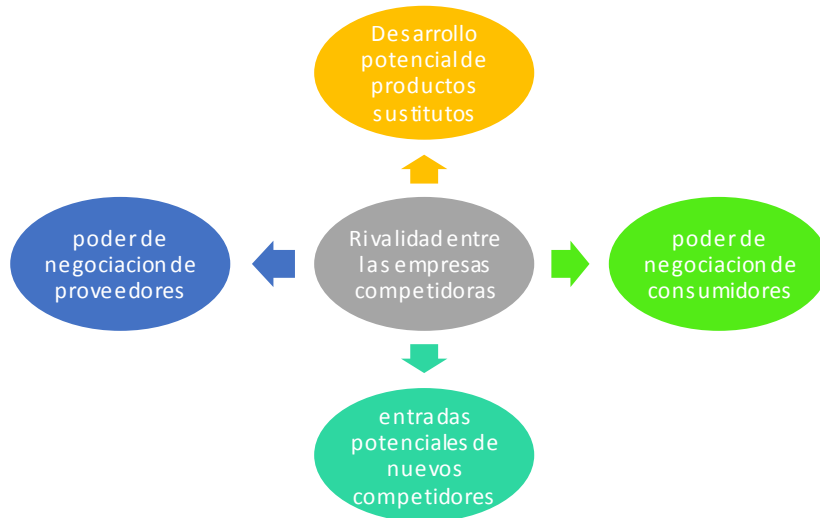 Desarrollo
potencial de
productos
sustitutos
poder de
negociacion de
proveedores
Rivalidad entre
las empresas
competidoras
poder de
negociacion de
consumidores
entradas
potenciales de
nuevos
competidores